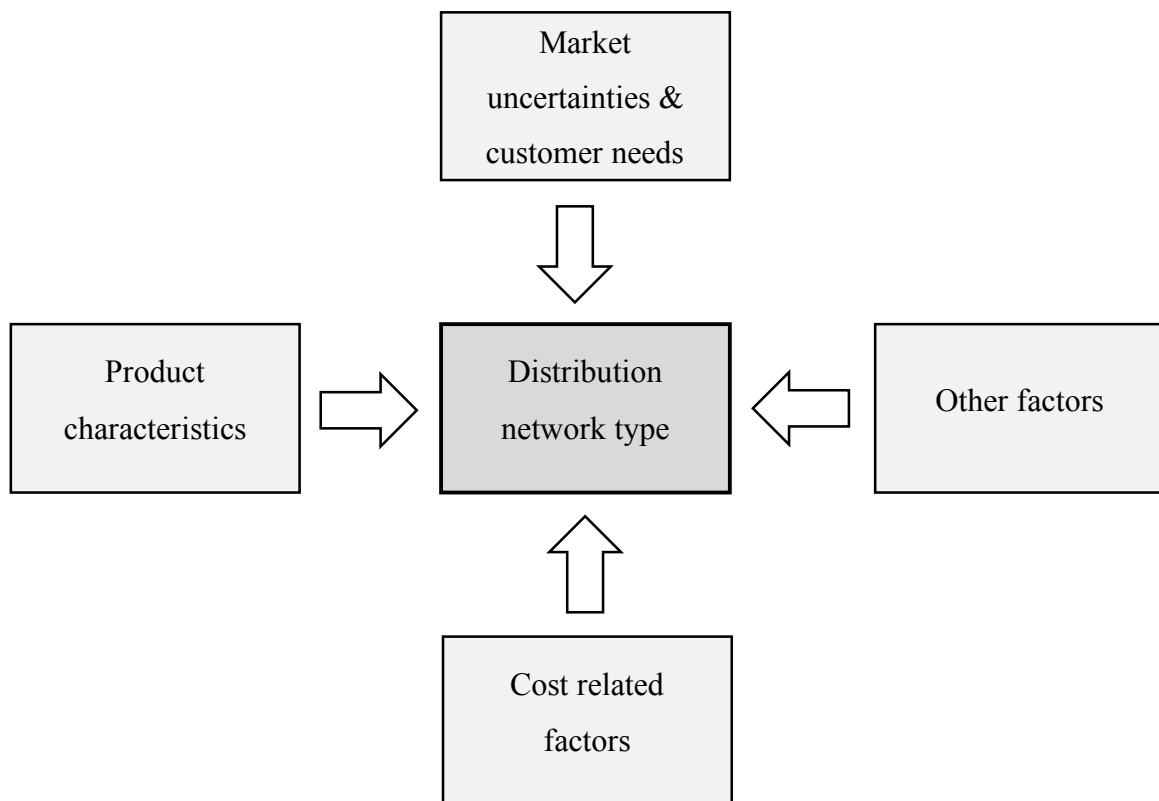 Market
uncertainties &
customer needs
Product
characteristics
Distribution
network type
Other factors
Cost related
factors